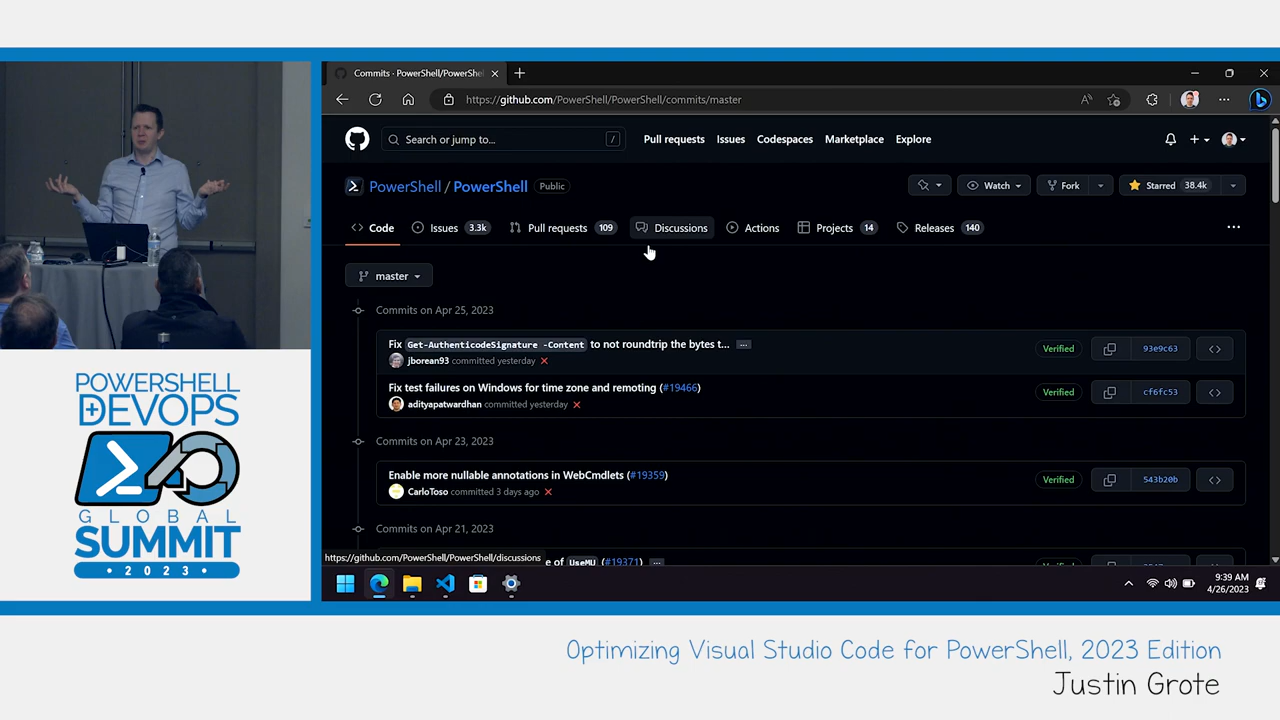 Commits · PowerShell/PowerShel
https://github.com/PowerShell/PowerShell/commits/master
Search or jump to...
/
Pull requests
Issues
Codespaces
Marketplace
Explore
PowerShell / PowerShell
Public
Watch
Fork
Starred 38.4k
Code
Issues 3.3k
Pull requests 109
Discussions
Actions
Projects 14
Releases 140
master
Commits on Apr 25, 2023
Fix Get-AuthenticodeSignature -Content to not roundtrip the bytes t... ...
jborean93 committed yesterday
Verified
93e9c63
Fix test failures on Windows for time zone and remoting (#19466)
adityapatwardhan committed yesterday
Verified
cf6fc53
Commits on Apr 23, 2023
Enable more nullable annotations in WebCmdlets (#19359)
CarloToso committed 3 days ago
Verified
543b20b
Commits on Apr 21, 2023
https://github.com/PowerShell/PowerShell/discussions
e of UseMU (#19371) ...
Verified
9:39 AM
4/26/2023
POWERSHELL
+DEVOPS
GLOBAL
SUMMIT
· 2023 ·
Optimizing Visual Studio Code for PowerShell, 2023 Edition
Justin Grote